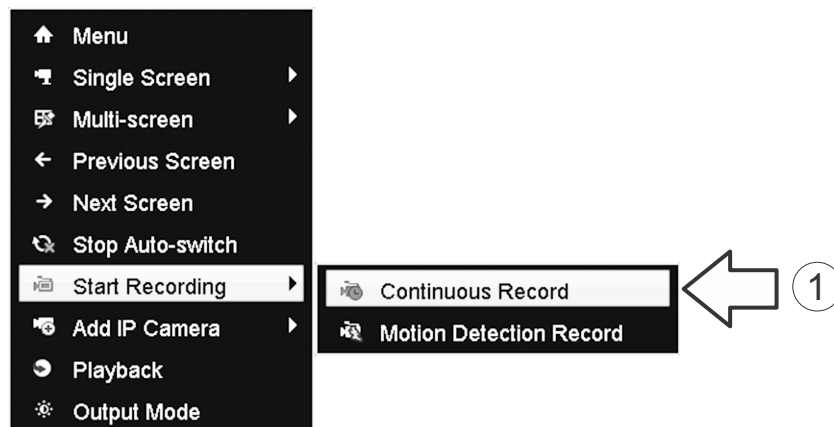 Menu
Single Screen
Multi-screen
Previous Screen
Next Screen
Stop Auto-switch
Start Recording
Continuous Record
1
Add IP Camera
Motion Detection Record
Playback
Output Mode